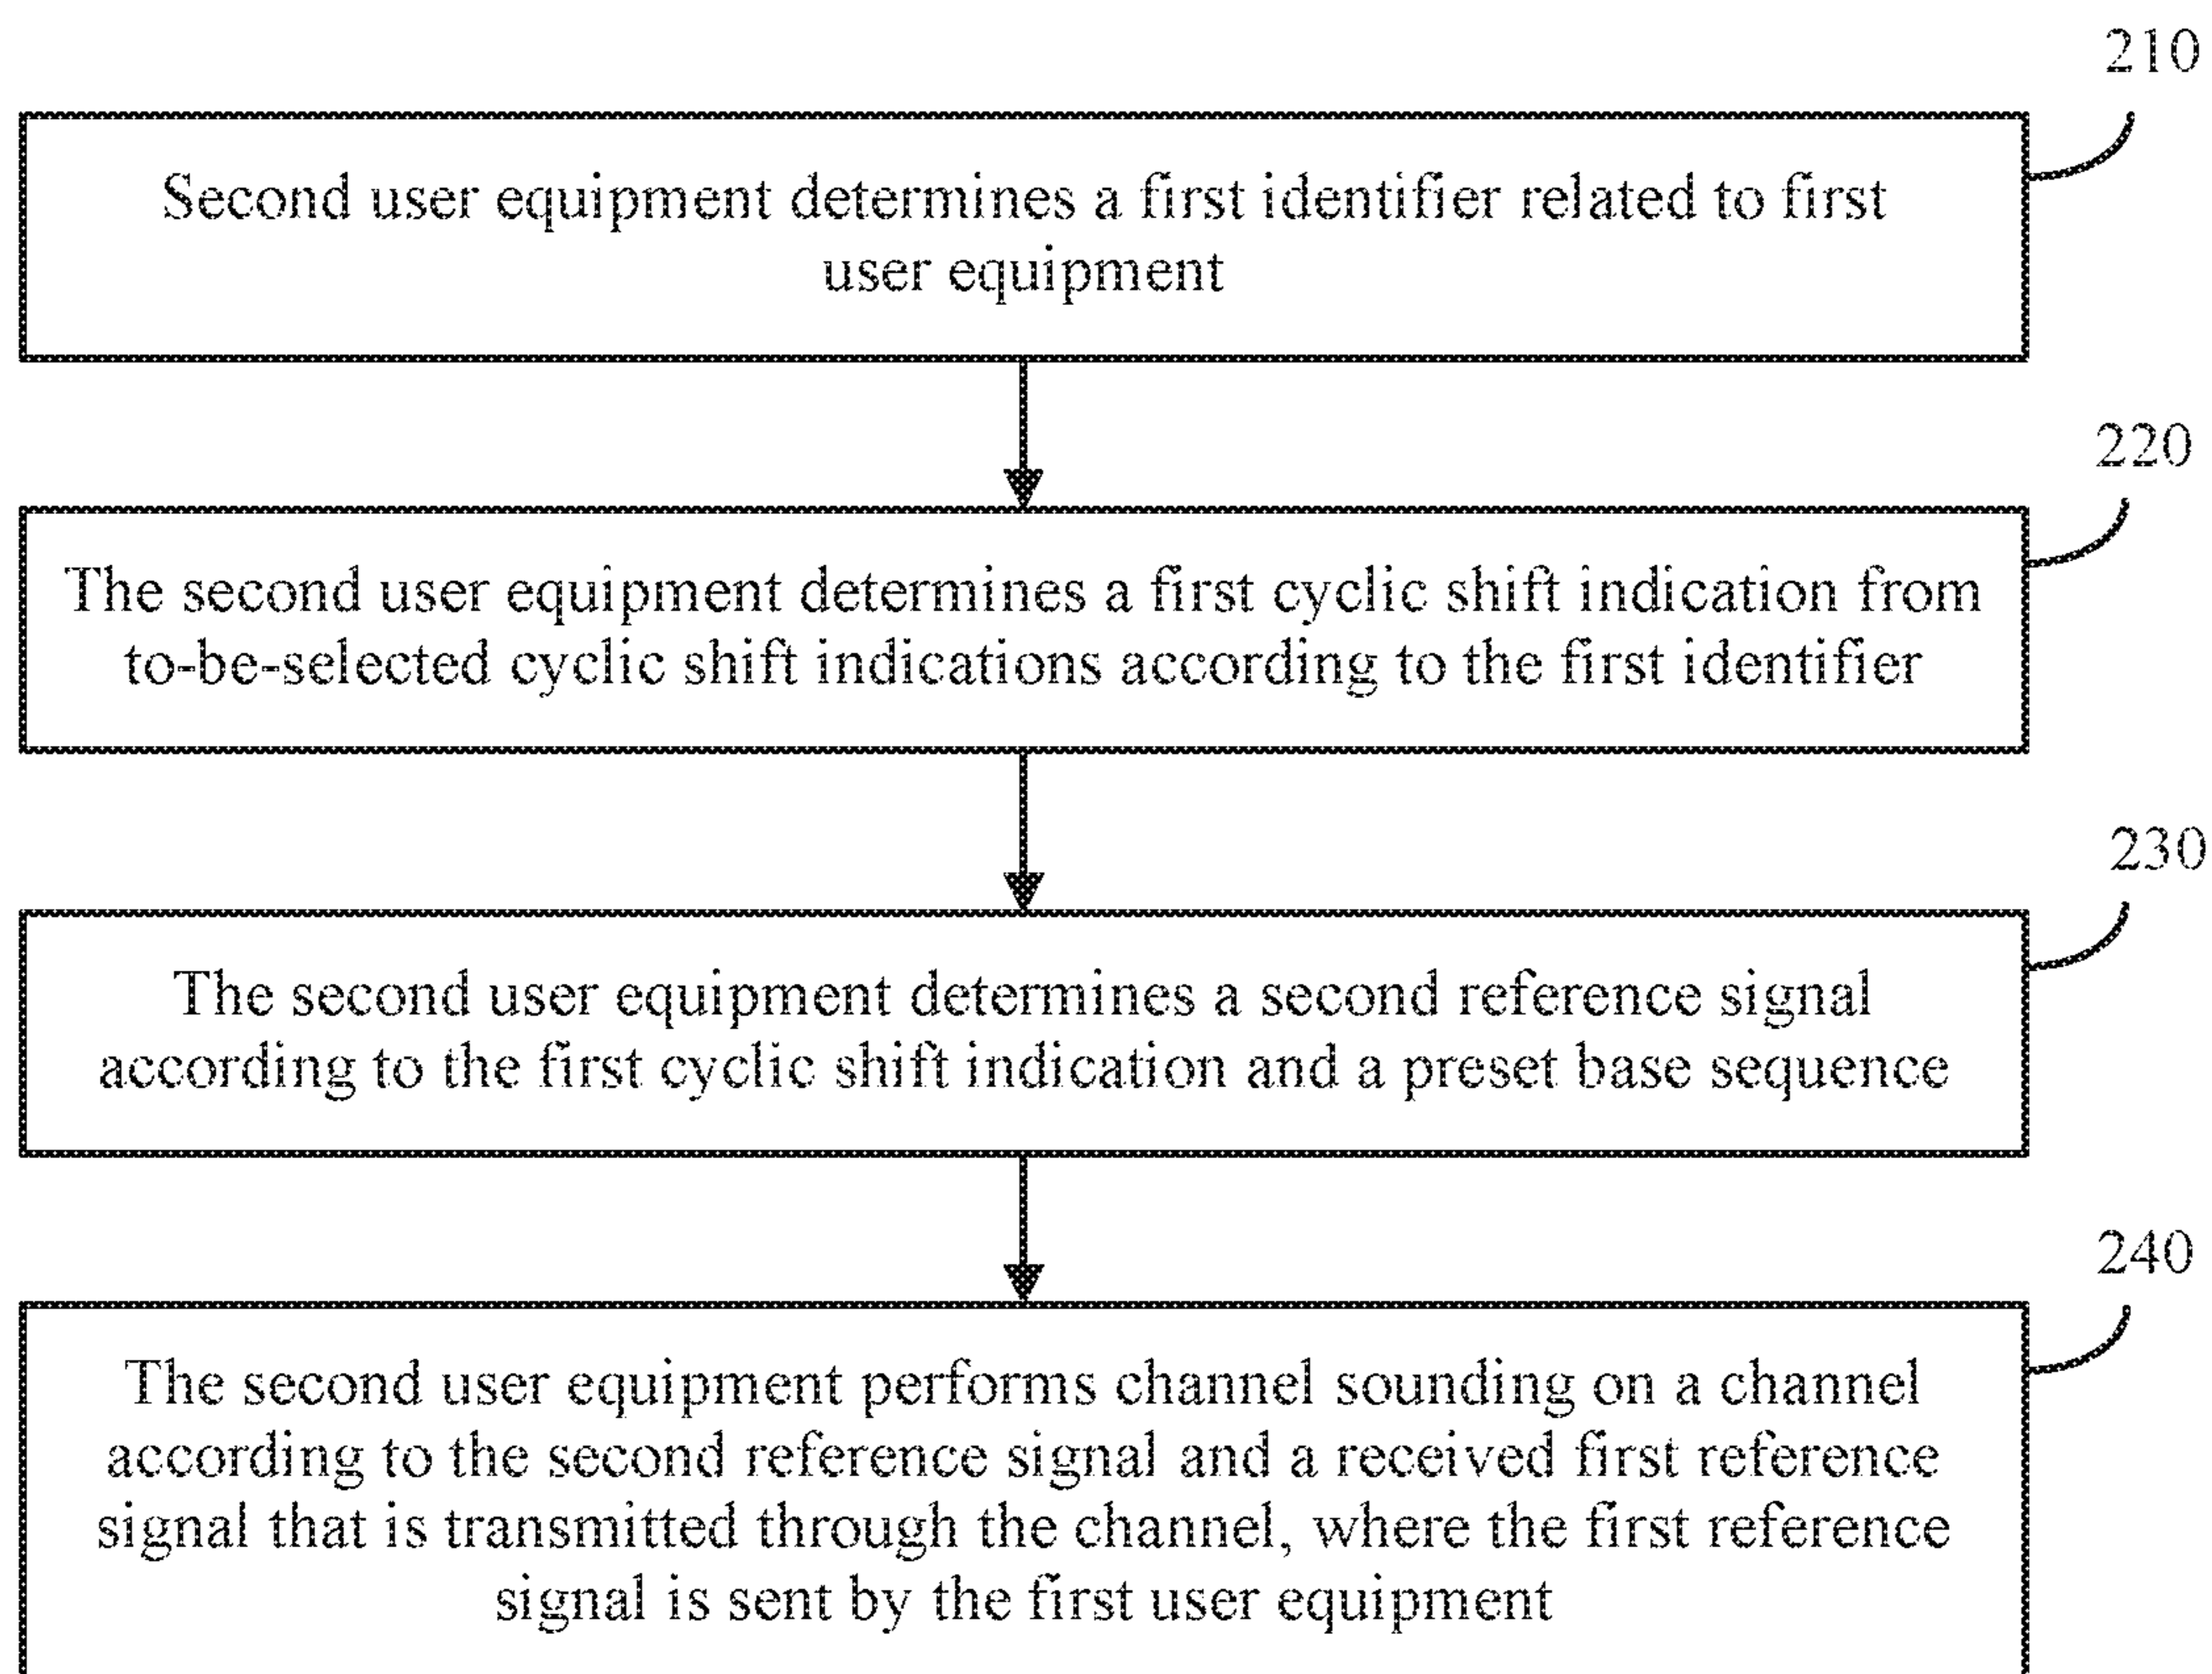 210
Second user equipment determines a first identifier related to first
user equipment
220
The second user equipment determines a first cyclic shift indication from
to-be-selected cyclic shift indications according to the first identifier
230
The second user equipment determines a second reference signal
according to the first cyclic shift indication and a preset base sequence
240
The second user equipment performs channel sounding on a channel
according to the second reference signal and a received first reference
signal that is transmitted through the channel, where the first reference
signal is sent by the first user equipment